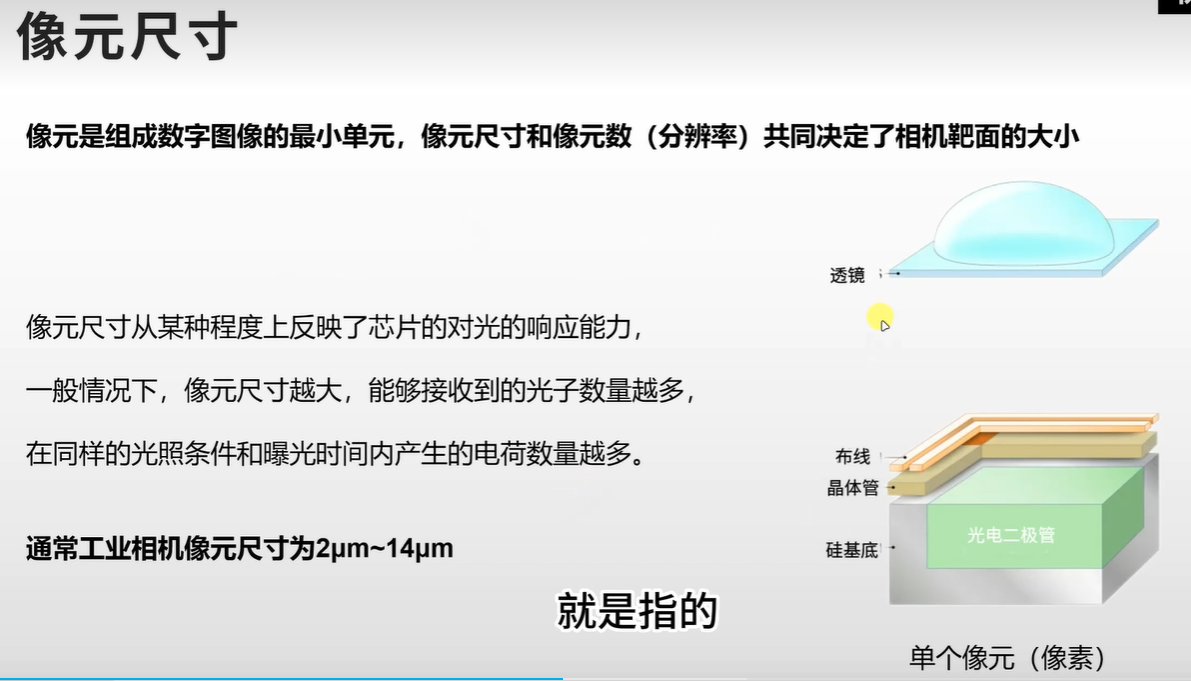 像元尺寸
像元是组成数字图像的最小单元，像元尺寸和像元数（分辨率）共同决定了相机靶面的大小
透镜
像元尺寸从某种程度上反映了芯片的对光的响应能力，
一般情况下，像元尺寸越大，能够接收到的光子数量越多，
在同样的光照条件和曝光时间内产生的电荷数量越多。
布线
晶体管
光电二极管
硅基底
通常工业相机像元尺寸为2μm~14μm
就是指的
单个像元（像素）